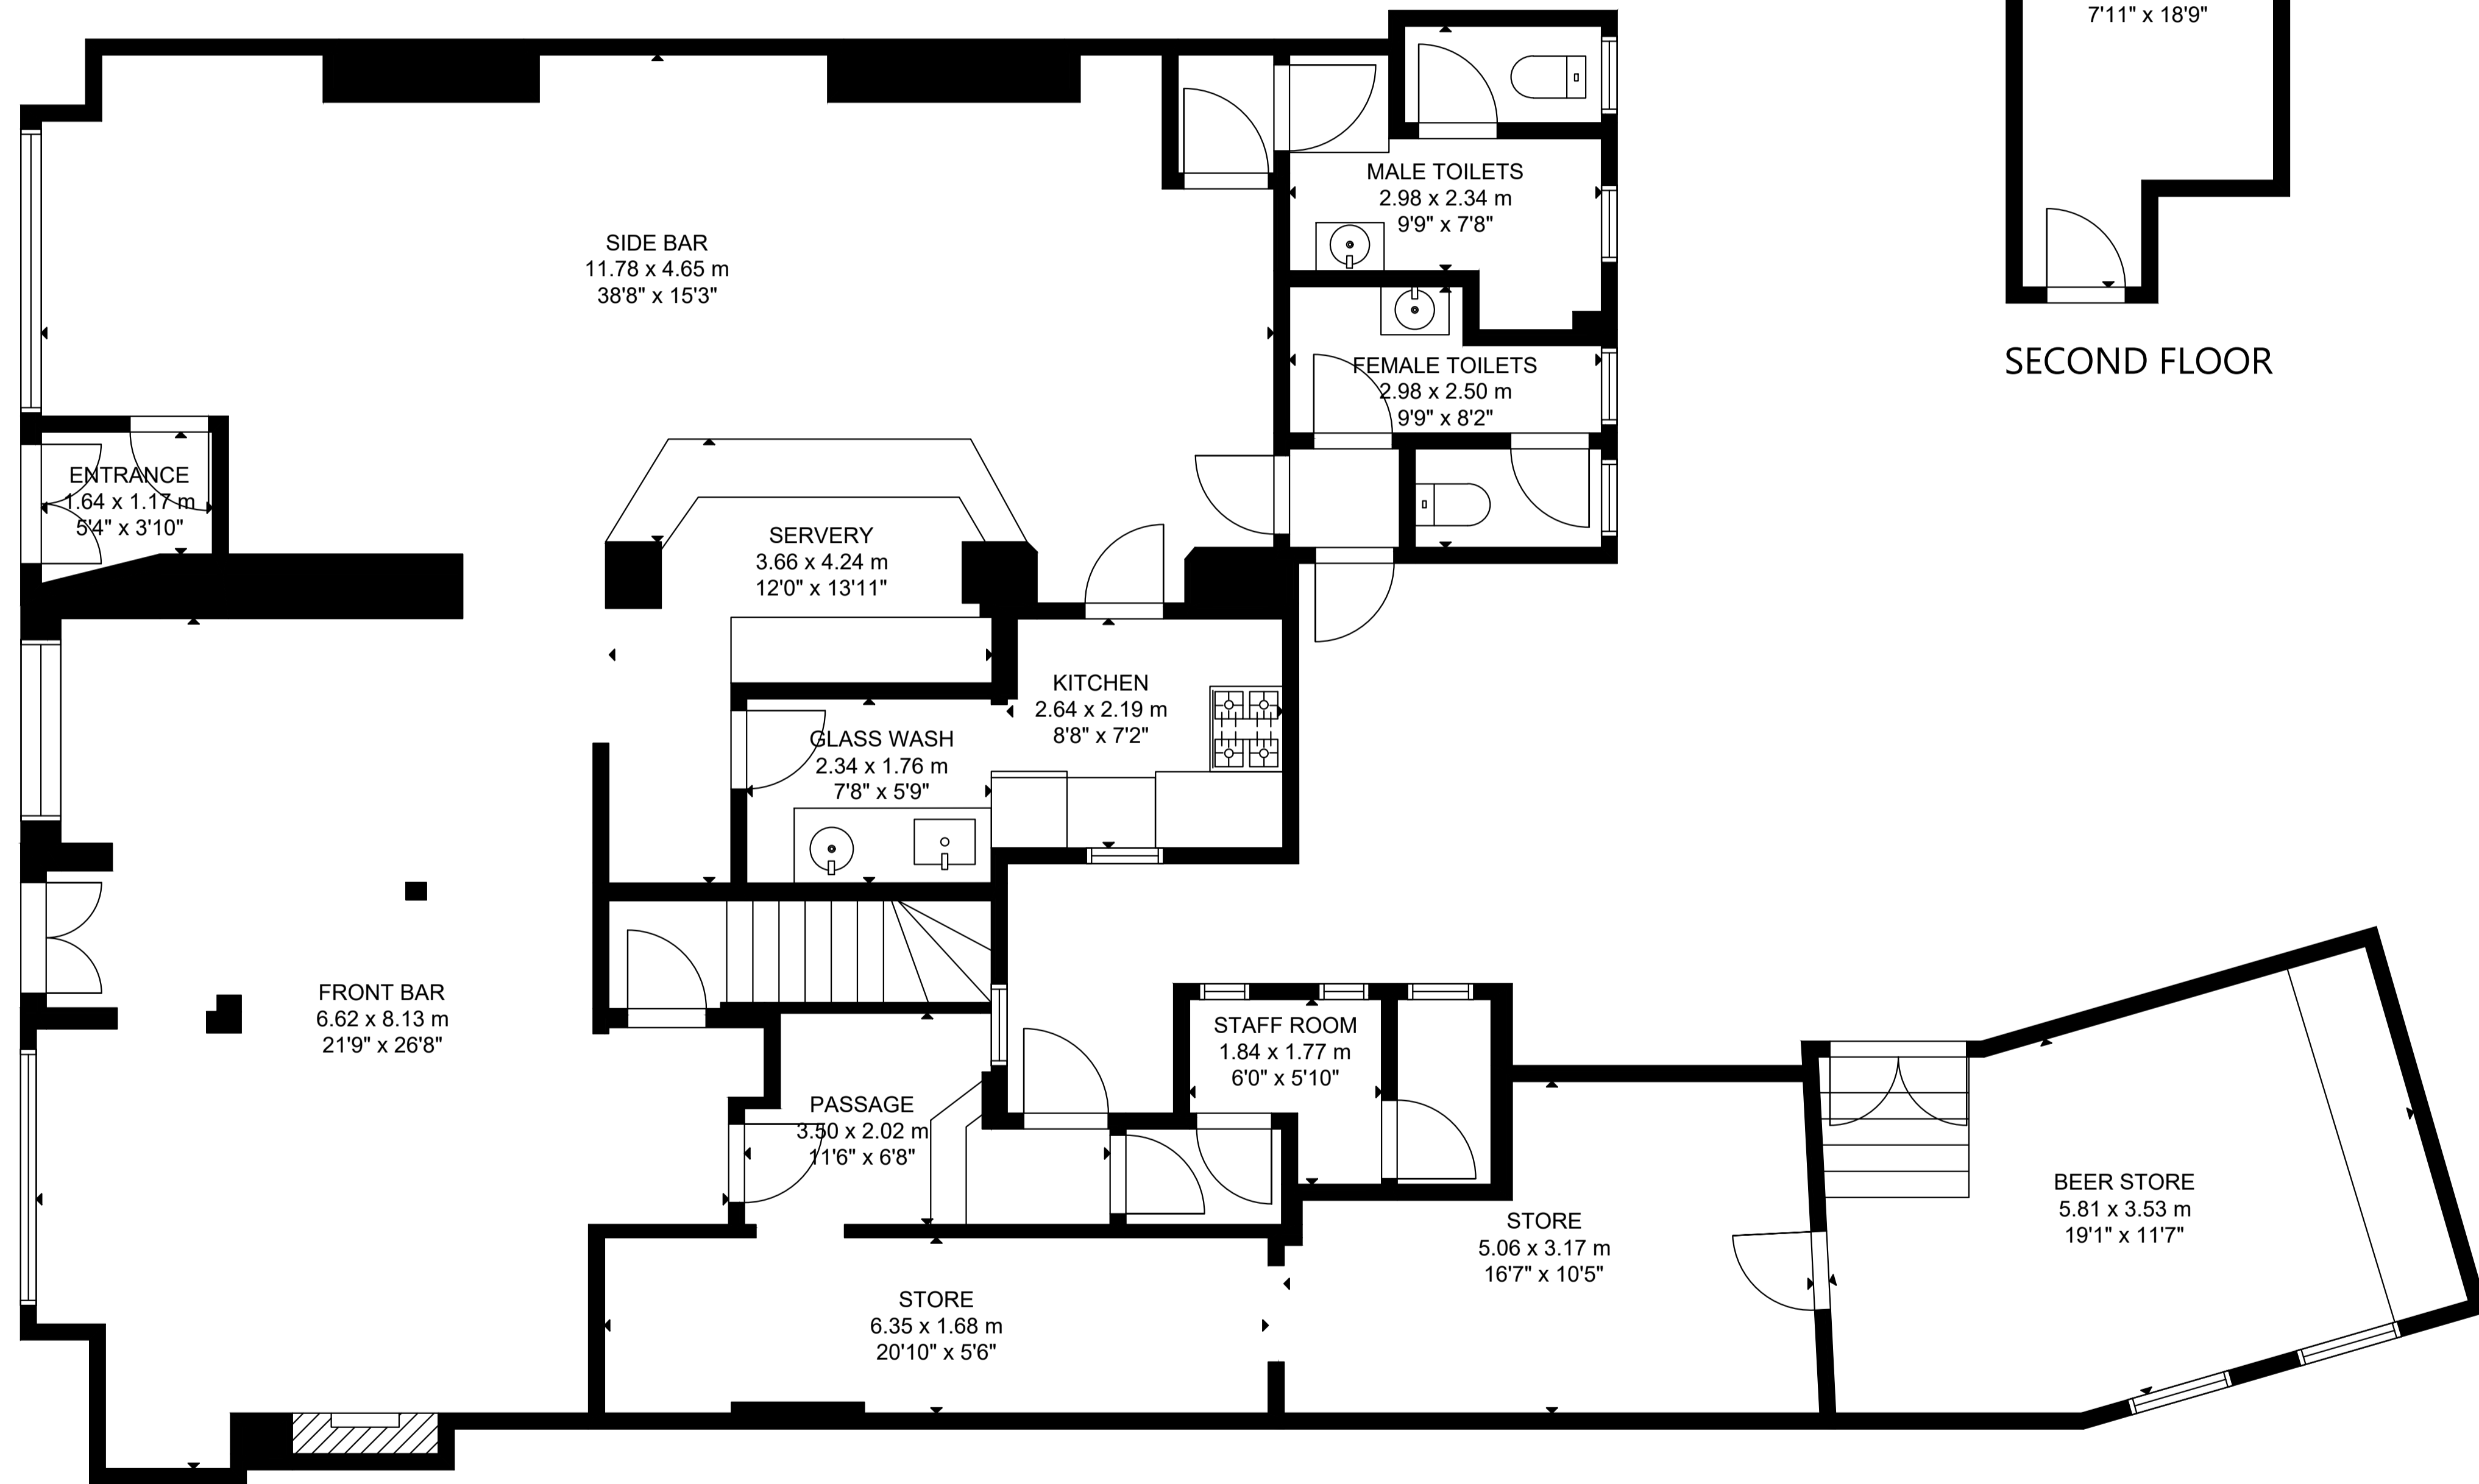 7'11" x 18'9"
SECOND FLOOR
MALE TOILETS
2.98 x 2.34 m
9'9" x 7'8"
SIDE BAR
11.78 x 4.65 m
38'8" x 15'3"
FEMALE TOILETS
2.98 x 2.50 m
9'9" x 8'2"
ENTRANCE
1.64 x 1.17 m
5'4" x 3'10"
SERVERY
3.66 x 4.24 m
12'0" x 13'11"
KITCHEN
2.64 x 2.19 m
8'8" x 7'2"
GLASS WASH
2.34 x 1.76 m
7'8" x 5'9"
FRONT BAR
6.62 x 8.13 m
21'9" x 26'8"
STAFF ROOM
1.84 x 1.77 m
6'0" x 5'10"
PASSAGE
3.50 x 2.02 m
11'6" x 6'8"
BEER STORE
5.81 x 3.53 m
19'1" x 11'7"
STORE
5.06 x 3.17 m
16'7" x 10'5"
STORE
6.35 x 1.68 m
20'10" x 5'6"